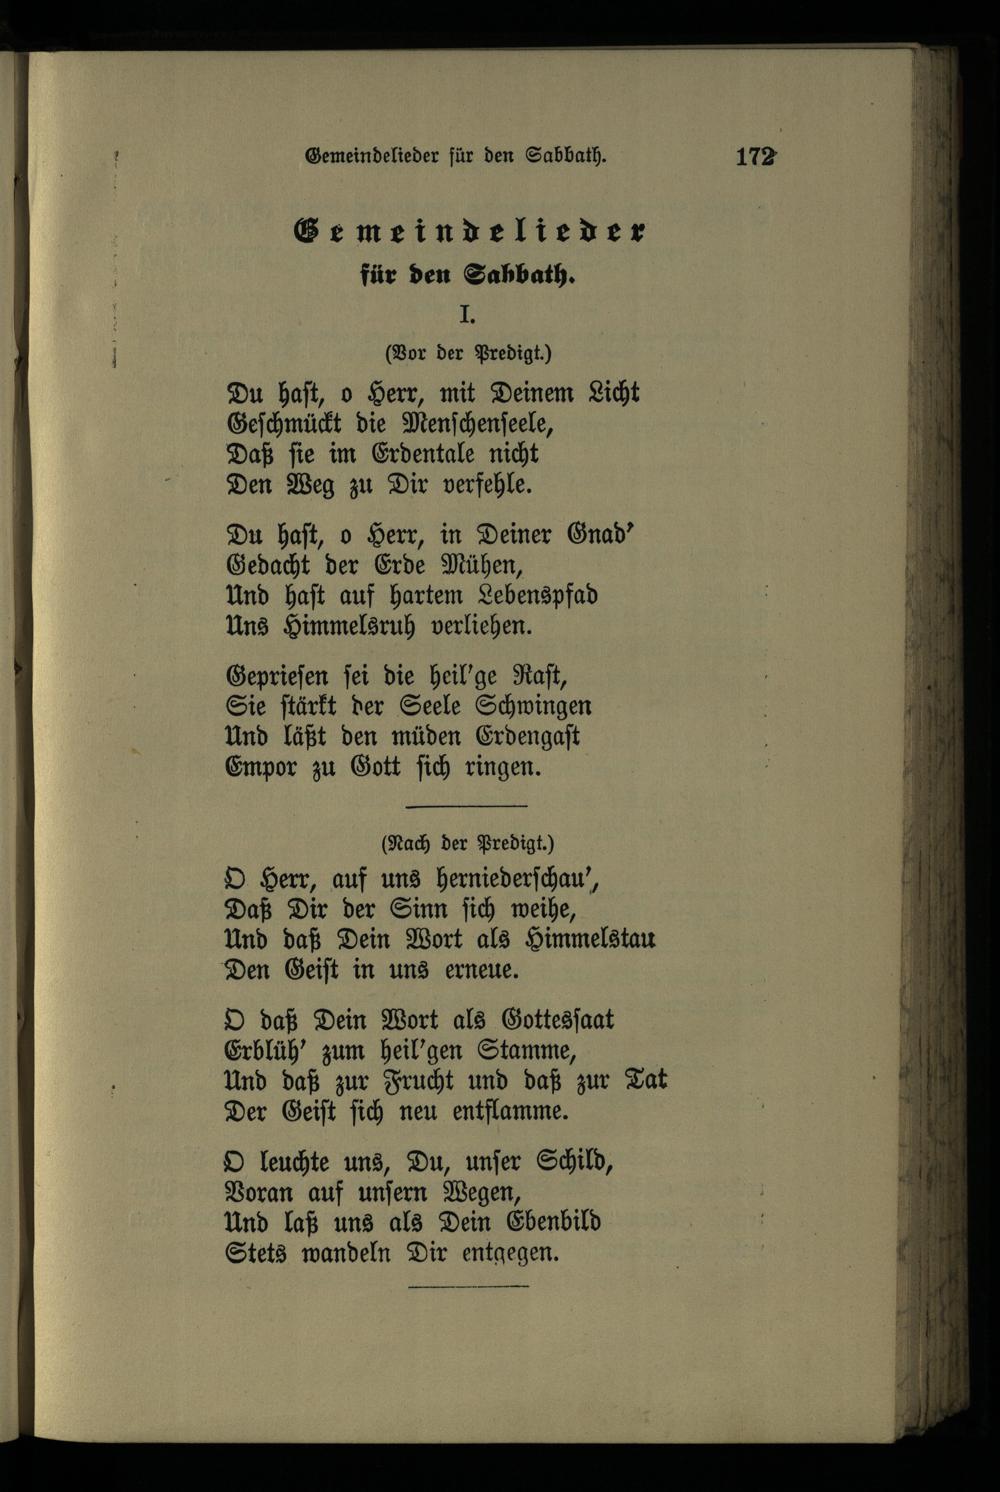 Gemeindelieder für den Sabbath. 172
Gemeindelieder
für den Sabbath.
I.
(Vor der Predigt.)
Du hast, o Herr, mit Deinem Licht
Geschmückt die Menschenseele,
Daß sie im Erdentale nicht
Den Weg zu Dir verfehle.
Du hast, o Herr, in Deiner Gnad'
Gedacht der Erde Mühen,
Und hast auf hartem Lebenspfad
Uns Himmelsruh verliehen.
Gepriesen sei die heil'ge Rast,
Sie stärkt der Seele Schwingen
Und läßt den müden Erdengast
Empor zu Gott sich ringen.
(Nach der Predigt.)
O Herr, auf uns herniederschau',
Daß Dir der Sinn sich weihe,
Und daß Dein Wort als Himmelstau
Den Geist in uns erneue.
O daß Dein Wort als Gottessaat
Erblüh' zum heil'gen Stamme,
Und daß zur Frucht und daß zur Tat
Der Geist sich neu entflamme.
O leuchte uns, Du, unser Schild,
Voran auf unsern Wegen,
Und laß uns als Dein Ebenbild
Stets wandeln Dir entgegen.